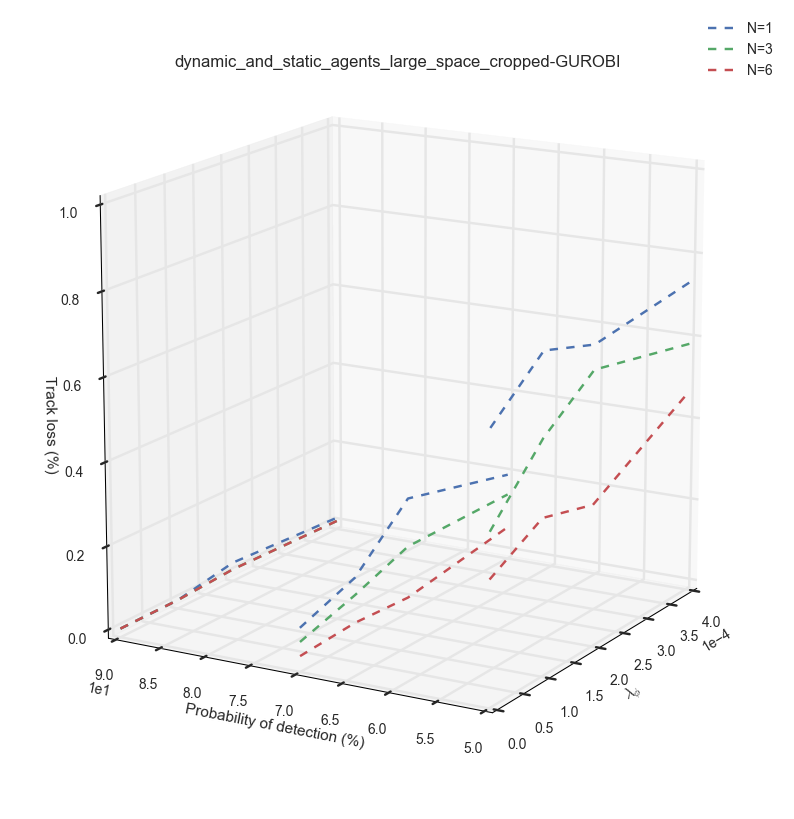 N=1
N=3
N=6
dynamic_and_static_agents_large_space_cropped-GUROBI
1.0
0.8
0.6
0.4
0.2
0.0
Track loss (%)
9.0
8.5
8.0
7.5
7.0
6.5
6.0
5.5
5.0
1e1
Probability of detection (%)
0.0
0.5
1.0
1.5
2.0
2.5
3.0
3.5
4.0
1e−4
λϕ